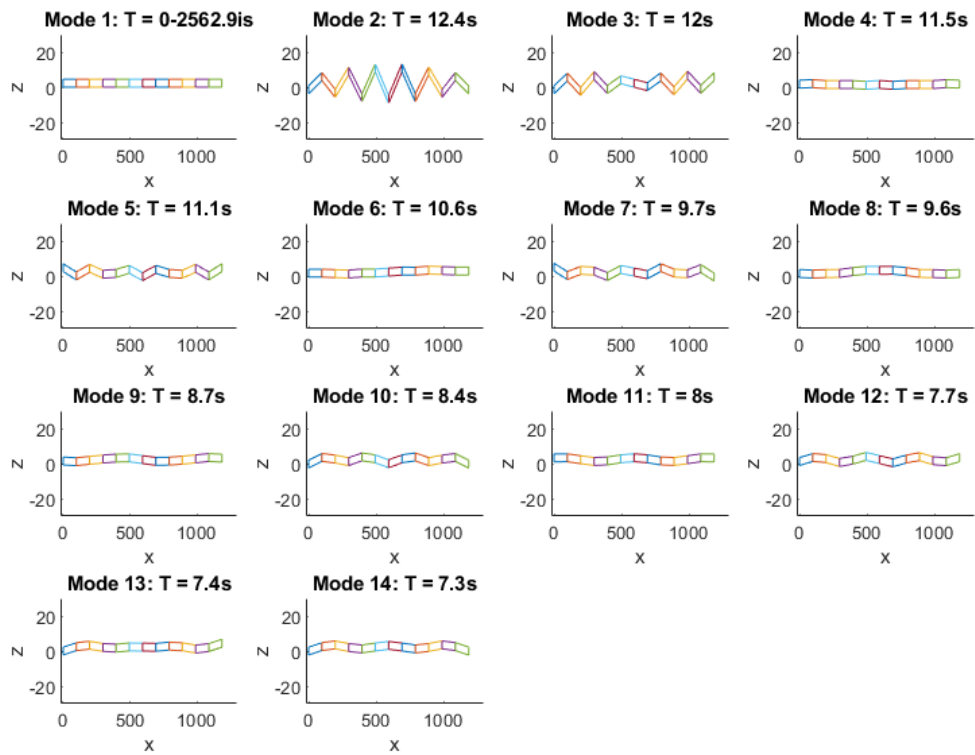 Mode 1: T = 0-2562.9is
Mode 2: T = 12.4s
Mode 3: T = 12s
Mode 4: T = 11.5s
20
0
-20
Z
0 500 1000
X
20
0
-20
Z
0 500 1000
X
20
0
-20
Z
0 500 1000
X
20
0
-20
Z
0 500 1000
X
Mode 5: T = 11.1s
Mode 6: T = 10.6s
Mode 7: T = 9.7s
Mode 8: T = 9.6s
20
0
-20
Z
0 500 1000
X
20
0
-20
Z
0 500 1000
X
20
0
-20
Z
0 500 1000
X
20
0
-20
Z
0 500 1000
X
Mode 9: T = 8.7s
Mode 10: T = 8.4s
Mode 11: T = 8s
Mode 12: T = 7.7s
20
0
-20
Z
0 500 1000
X
20
0
-20
Z
0 500 1000
X
20
0
-20
Z
0 500 1000
X
20
0
-20
Z
0 500 1000
X
Mode 13: T = 7.4s
Mode 14: T = 7.3s
20
0
-20
Z
0 500 1000
X
20
0
-20
Z
0 500 1000
X